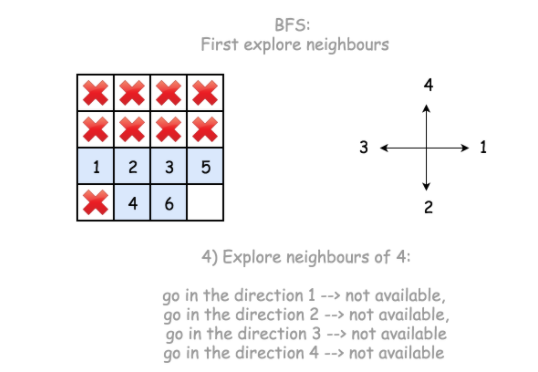 BFS:
First explore neighbours
4
3 1
2
1 2 3 5
4 6
4) Explore neighbours of 4:
go in the direction 1 --> not available,
go in the direction 2 --> not available,
go in the direction 3 --> not available
go in the direction 4 --> not available